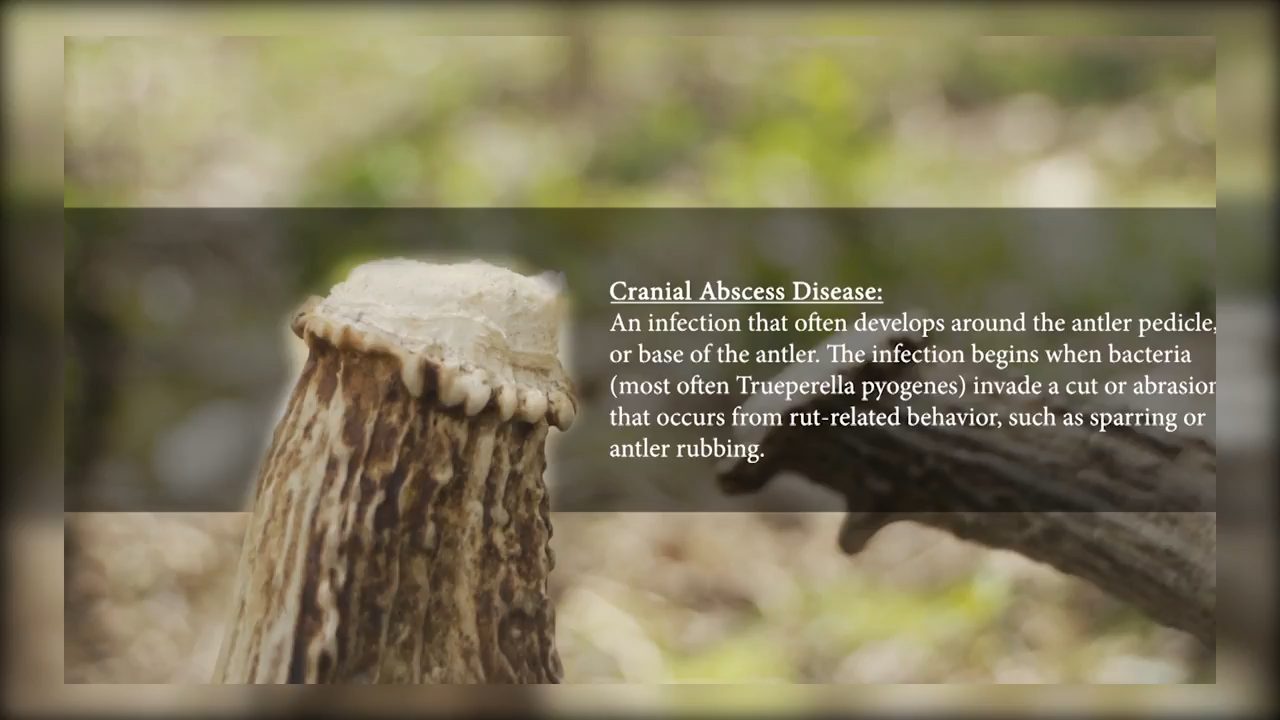 Cranial Abscess Disease:
An infection that often develops around the antler pedicle,
or base of the antler. The infection begins when bacteria
(most often Trueperella pyogenes) invade a cut or abrasion
that occurs from rut-related behavior, such as sparring or
antler rubbing.